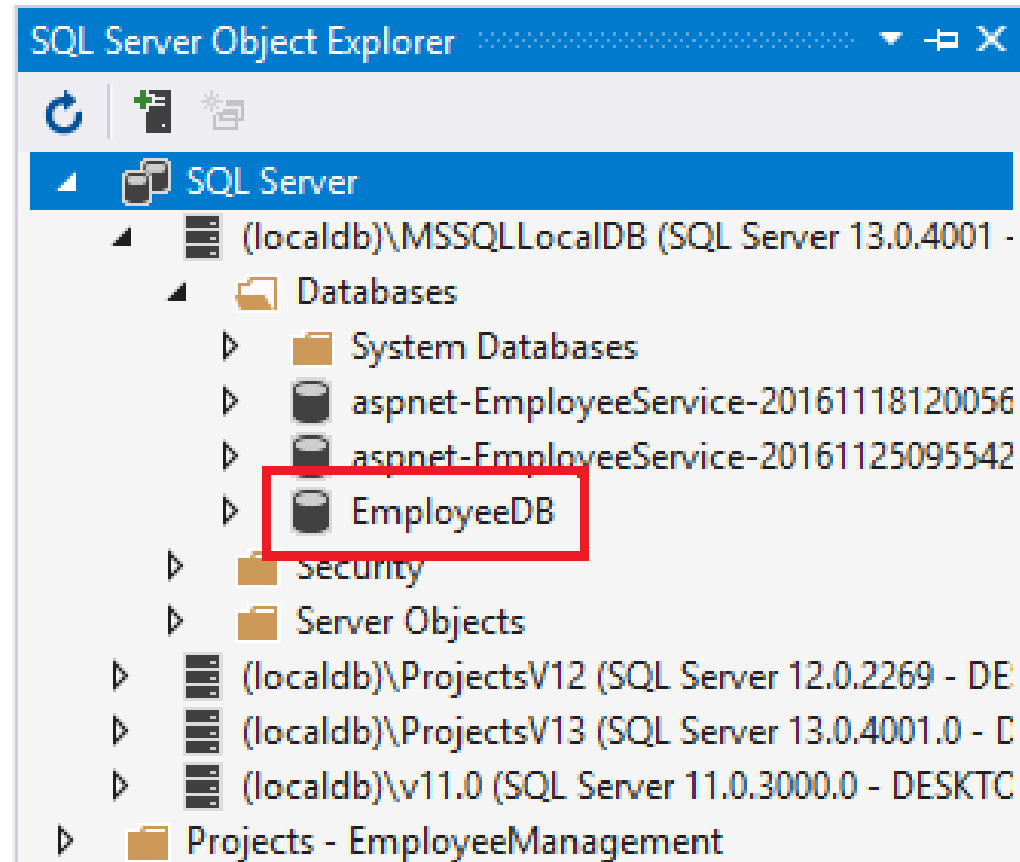 SQL Server Object Explorer
SQL Server
(localdb)\MSSQLLocalDB (SQL Server 13.0.4001 -
Databases
System Databases
aspnet-EmployeeService-20161118120056
aspnet-EmployeeService-20161125095542
EmployeeDB
Security
Server Objects
(localdb)\ProjectsV12 (SQL Server 12.0.2269 - DE
(localdb)\ProjectsV13 (SQL Server 13.0.4001.0 - D
(localdb)\v11.0 (SQL Server 11.0.3000.0 - DESKTO
Projects - EmployeeManagement